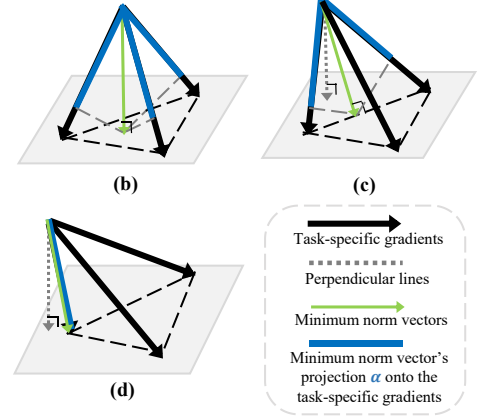 (b)
(c)
(d)
Task-specific gradients
Perpendicular lines
Minimum norm vectors
Minimum norm vector's
projection α onto the
task-specific gradients